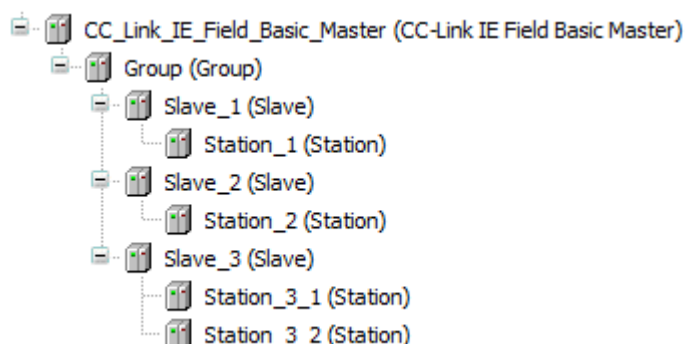 CC_Link_IE_Field_Basic_Master (CC-Link IE Field Basic Master)
Group (Group)
Slave_1 (Slave)
Station_1 (Station)
Slave_2 (Slave)
Station_2 (Station)
Slave_3 (Slave)
Station_3_1 (Station)
Station_3_2 (Station)